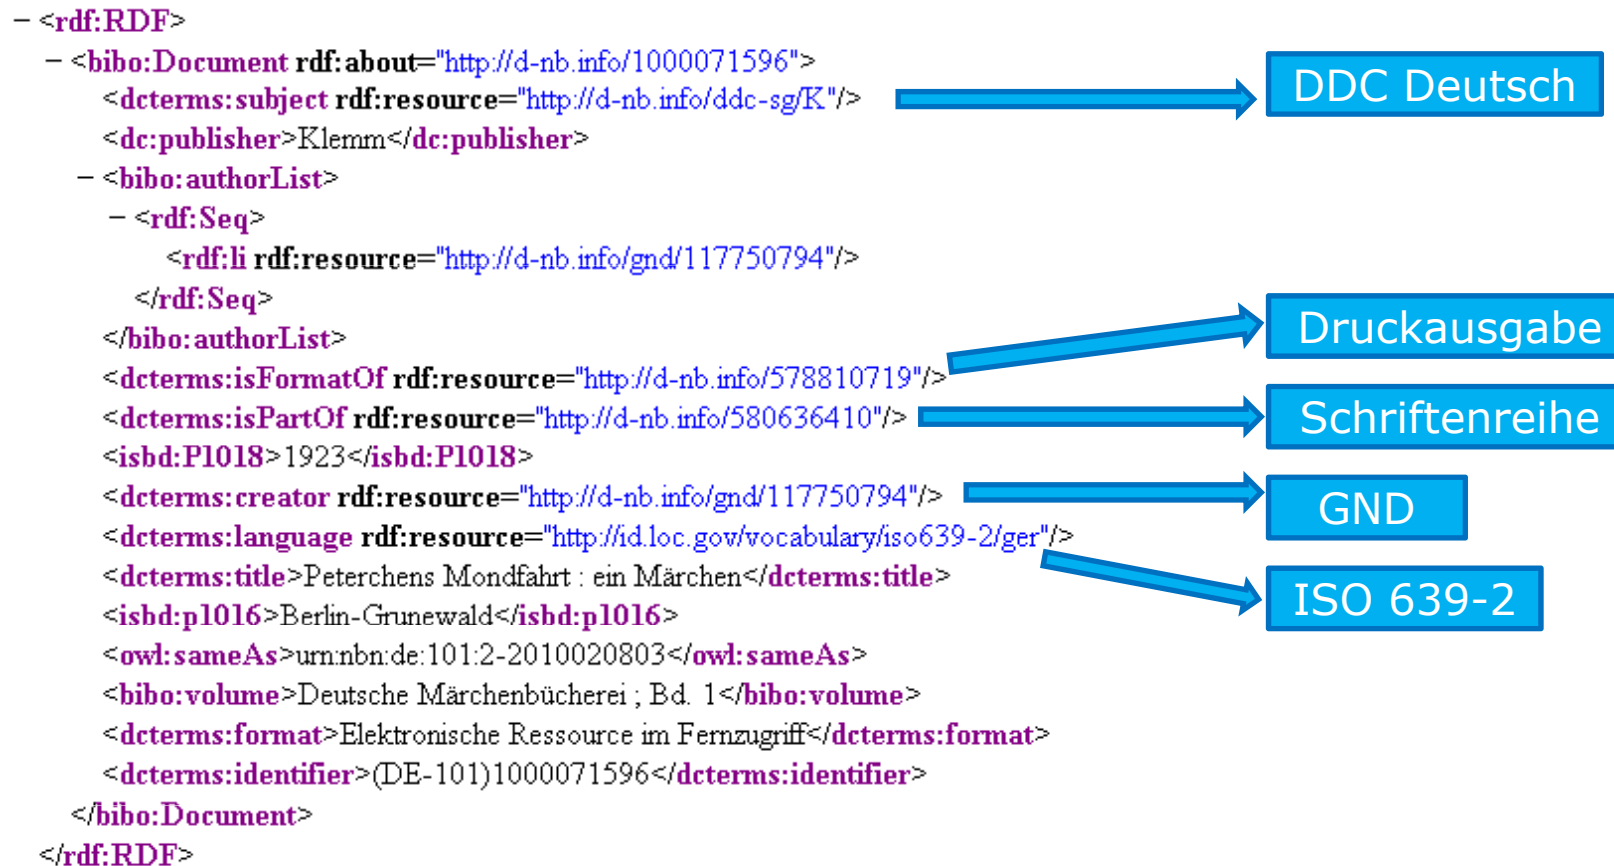 − <rdf:RDF>
− <bibo:Document rdf:about="http://d-nb.info/1000071596">
<dcterms:subject rdf:resource="http://d-nb.info/ddc-sg/K"/>
DDC Deutsch
<dc:publisher>Klemm</dc:publisher>
− <bibo:authorList>
− <rdf:Seq>
<rdf:li rdf:resource="http://d-nb.info/gnd/117750794"/>
</rdf:Seq>
</bibo:authorList>
Druckausgabe
<dcterms:isFormatOf rdf:resource="http://d-nb.info/578810719"/>
<dcterms:isPartOf rdf:resource="http://d-nb.info/580636410"/>
Schriftenreihe
<isbd:P1018>1923</isbd:P1018>
<dcterms:creator rdf:resource="http://d-nb.info/gnd/117750794"/>
GND
<dcterms:language rdf:resource="http://id.loc.gov/vocabulary/iso639-2/ger"/>
<dcterms:title>Peterchens Mondfahrt : ein Märchen</dcterms:title>
ISO 639-2
<isbd:p1016>Berlin-Grunewald</isbd:p1016>
<owl:sameAs>urn:nbn:de:101:2-2010020803</owl:sameAs>
<bibo:volume>Deutsche Märchenbücherei ; Bd. 1</bibo:volume>
<dcterms:format>Elektronische Ressource im Fernzugriff</dcterms:format>
<dcterms:identifier>(DE-101)1000071596</dcterms:identifier>
</bibo:Document>
</rdf:RDF>